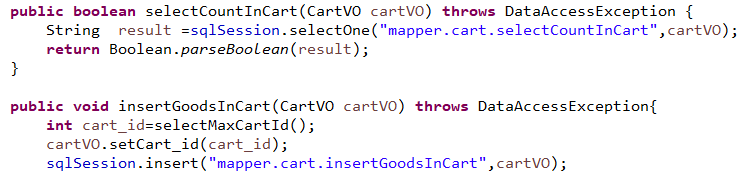 public boolean selectCountInCart(CartVO cartVO) throws DataAccessException {
    String  result =sqlSession.selectOne("mapper.cart.selectCountInCart",cartVO);
    return Boolean.parseBoolean(result);
}
public void insertGoodsInCart(CartVO cartVO) throws DataAccessException{
    int cart_id=selectMaxCartId();
    cartVO.setCart_id(cart_id);
    sqlSession.insert("mapper.cart.insertGoodsInCart",cartVO);